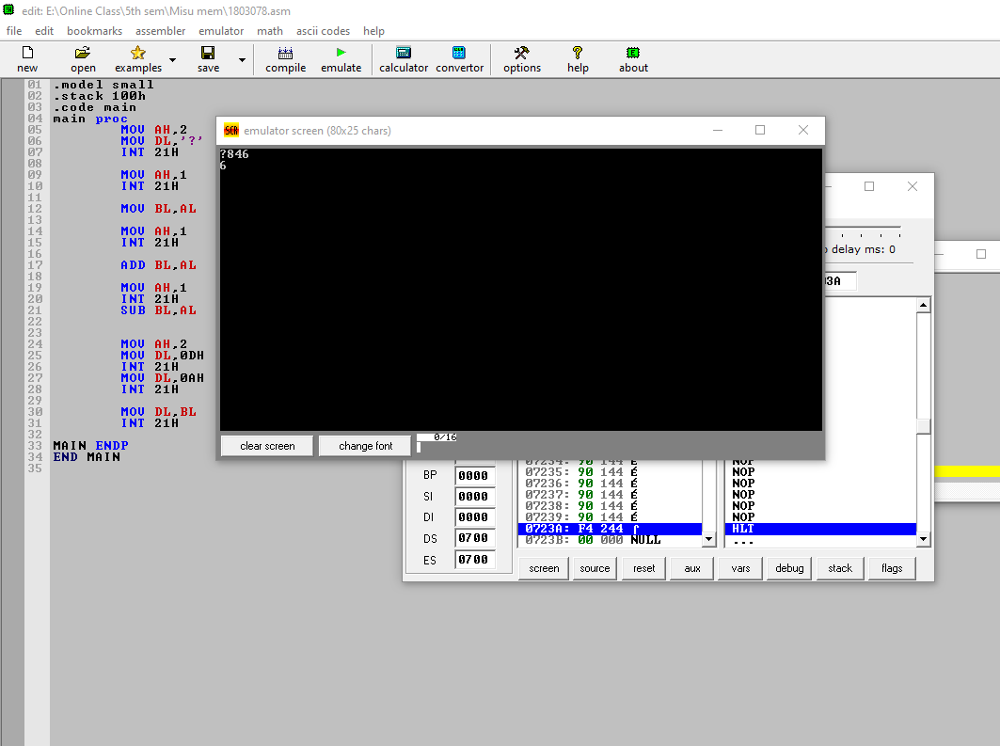 edit: E:\Online Class\5th sem\Misu mem\1803078.asm
file edit bookmarks assembler emulator math ascii codes help
new open examples save compile emulate calculator convertor options help about
01 .model small
02 .stack 100h
03 .code main
04 main proc
05 MOV AH,2
06 MOV DL,'?'
07 INT 21H
08
09 MOV AH,1
10 INT 21H
11
12 MOV BL,AL
13
14 MOV AH,1
15 INT 21H
16
17 ADD BL,AL
18
19 MOV AH,1
20 INT 21H
21 SUB BL,AL
22
23
24 MOV AH,2
25 MOV DL,0DH
26 INT 21H
27 MOV DL,0AH
28 INT 21H
29
30 MOV DL,BL
31 INT 21H
32
33 MAIN ENDP
34 END MAIN
35
SCR emulator screen (80x25 chars)
?846
6
clear screen change font 0/16
delay ms: 0
3A
BP 0000
SI 0000
DI 0000
DS 0700
ES 0700
07234: 90 144 É
07235: 90 144 É
07236: 90 144 É
07237: 90 144 É
07238: 90 144 É
07239: 90 144 É
0723A: F4 244 ⌠
0723B: 00 000 NULL
NOP
NOP
NOP
NOP
NOP
NOP
HLT
...
screen source reset aux vars debug stack flags